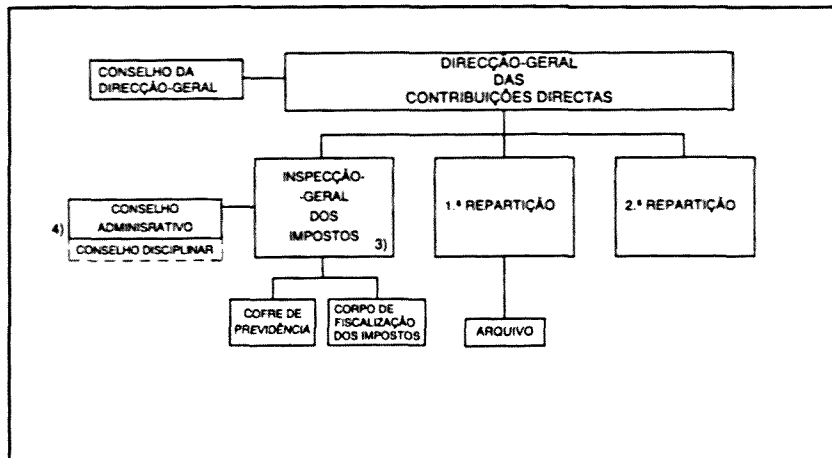 CONSELHO DA
DIRECÇÃO-GERAL
DIRECÇÃO-GERAL
DAS
CONTRIBUIÇÕES DIRECTAS
INSPECÇÃO-
-GERAL
DOS
IMPOSTOS
3)
1.ª REPARTIÇÃO
2.ª REPARTIÇÃO
4)
CONSELHO
ADMINISRATIVO
CONSELHO DISCIPLINAR
COFRE DE
PREVIDÊNCIA
CORPO DE
FISCALIZAÇÃO
DOS IMPOSTOS
ARQUIVO